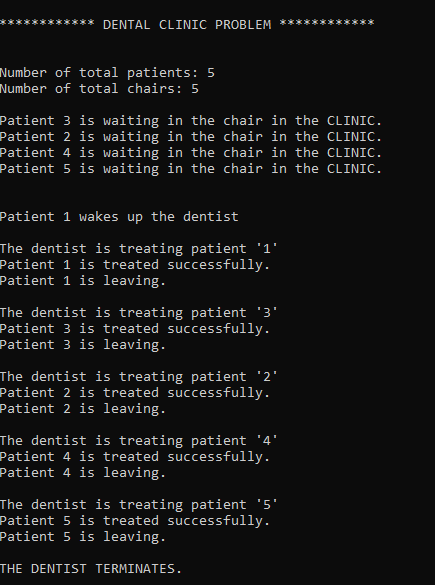 ************ DENTAL CLINIC PROBLEM ************
Number of total patients: 5
Number of total chairs: 5
Patient 3 is waiting in the chair in the CLINIC.
Patient 2 is waiting in the chair in the CLINIC.
Patient 4 is waiting in the chair in the CLINIC.
Patient 5 is waiting in the chair in the CLINIC.
Patient 1 wakes up the dentist
The dentist is treating patient '1'
Patient 1 is treated successfully.
Patient 1 is leaving.
The dentist is treating patient '3'
Patient 3 is treated successfully.
Patient 3 is leaving.
The dentist is treating patient '2'
Patient 2 is treated successfully.
Patient 2 is leaving.
The dentist is treating patient '4'
Patient 4 is treated successfully.
Patient 4 is leaving.
The dentist is treating patient '5'
Patient 5 is treated successfully.
Patient 5 is leaving.
THE DENTIST TERMINATES.